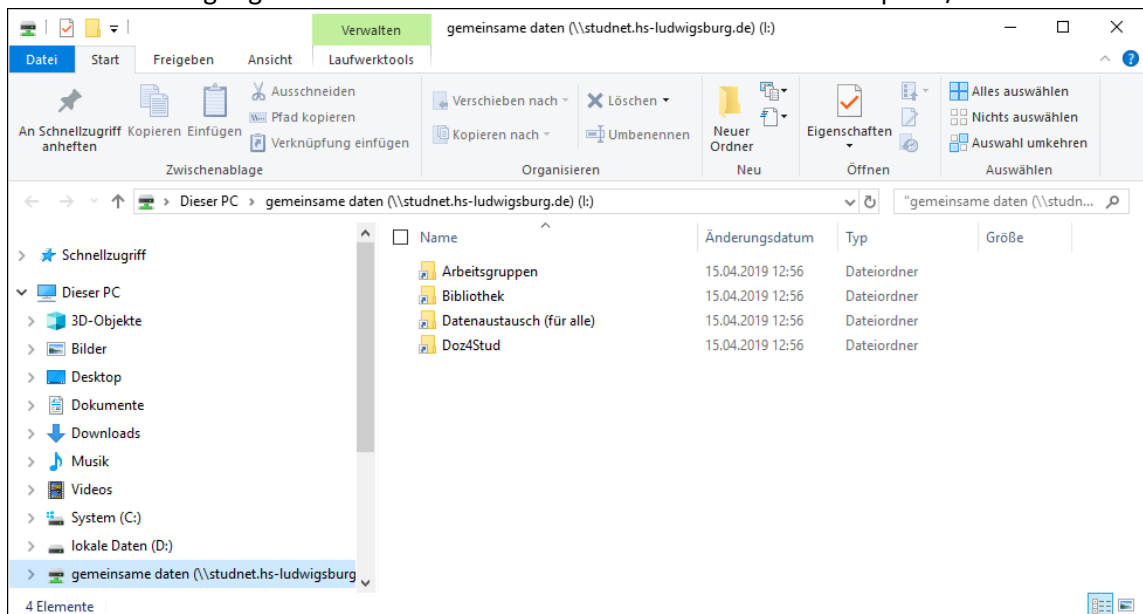 Verwalten
gemeinsame daten (\\studnet.hs-ludwigsburg.de) (I:)
Datei Start Freigeben Ansicht Laufwerktools
An Schnellzugriff anheften
Kopieren
Einfügen
Ausschneiden
Pfad kopieren
Verknüpfung einfügen
Zwischenablage
Verschieben nach
Kopieren nach
Löschen
Umbenennen
Organisieren
Neuer Ordner
Neu
Eigenschaften
Öffnen
Alles auswählen
Nichts auswählen
Auswahl umkehren
Auswählen
Dieser PC > gemeinsame daten (\\studnet.hs-ludwigsburg.de) (I:)
"gemeinsame daten (\\studn...
Schnellzugriff
Dieser PC
3D-Objekte
Bilder
Desktop
Dokumente
Downloads
Musik
Videos
System (C:)
lokale Daten (D:)
gemeinsame daten (\\studnet.hs-ludwigsburg
Name Änderungsdatum Typ Größe
Arbeitsgruppen 15.04.2019 12:56 Dateiordner
Bibliothek 15.04.2019 12:56 Dateiordner
Datenaustausch (für alle) 15.04.2019 12:56 Dateiordner
Doz4Stud 15.04.2019 12:56 Dateiordner
4 Elemente